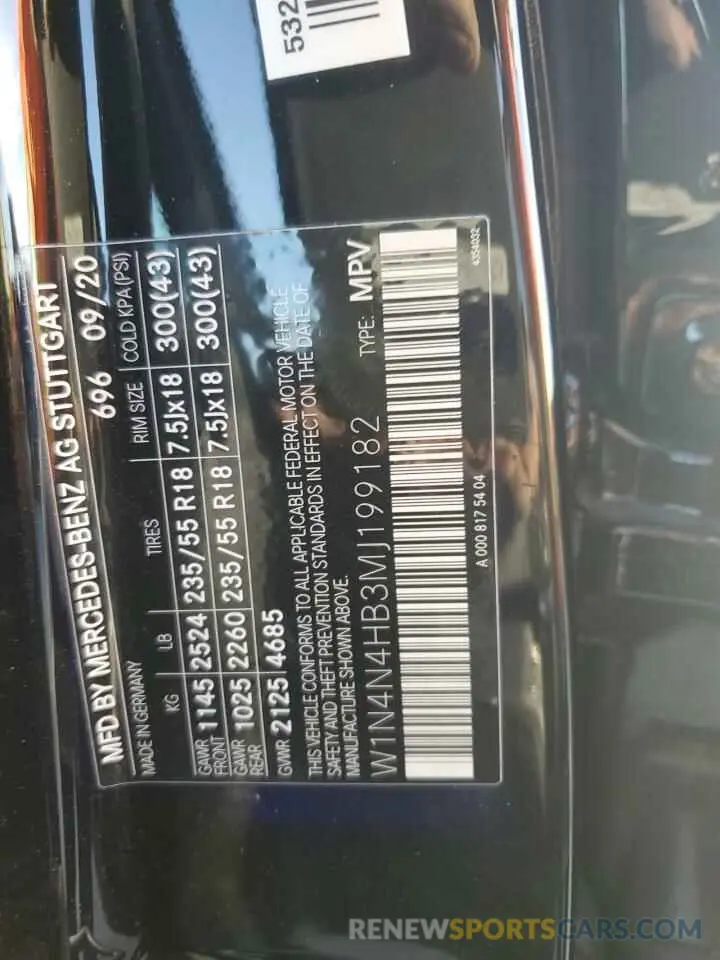 532
MFD BY MERCEDES-BENZ AG STUTTGART
696 09/20
MADE IN GERMANY
KG LB TIRES RIM SIZE COLD KPA (PSI)
GAWR FRONT 1145 2524 235/55 R18 7.5Jx18 300(43)
GAWR REAR 1025 2260 235/55 R18 7.5Jx18 300(43)
GVWR 2125 4685
THIS VEHICLE CONFORMS TO ALL APPLICABLE FEDERAL MOTOR VEHICLE
SAFETY AND THEFT PREVENTION STANDARDS IN EFFECT ON THE DATE OF
MANUFACTURE SHOWN ABOVE.
W1N4N4HB3MJ199182 TYPE: MPV
A 000 817 54 04 4354032
RENEWSPORTSCARS.COM